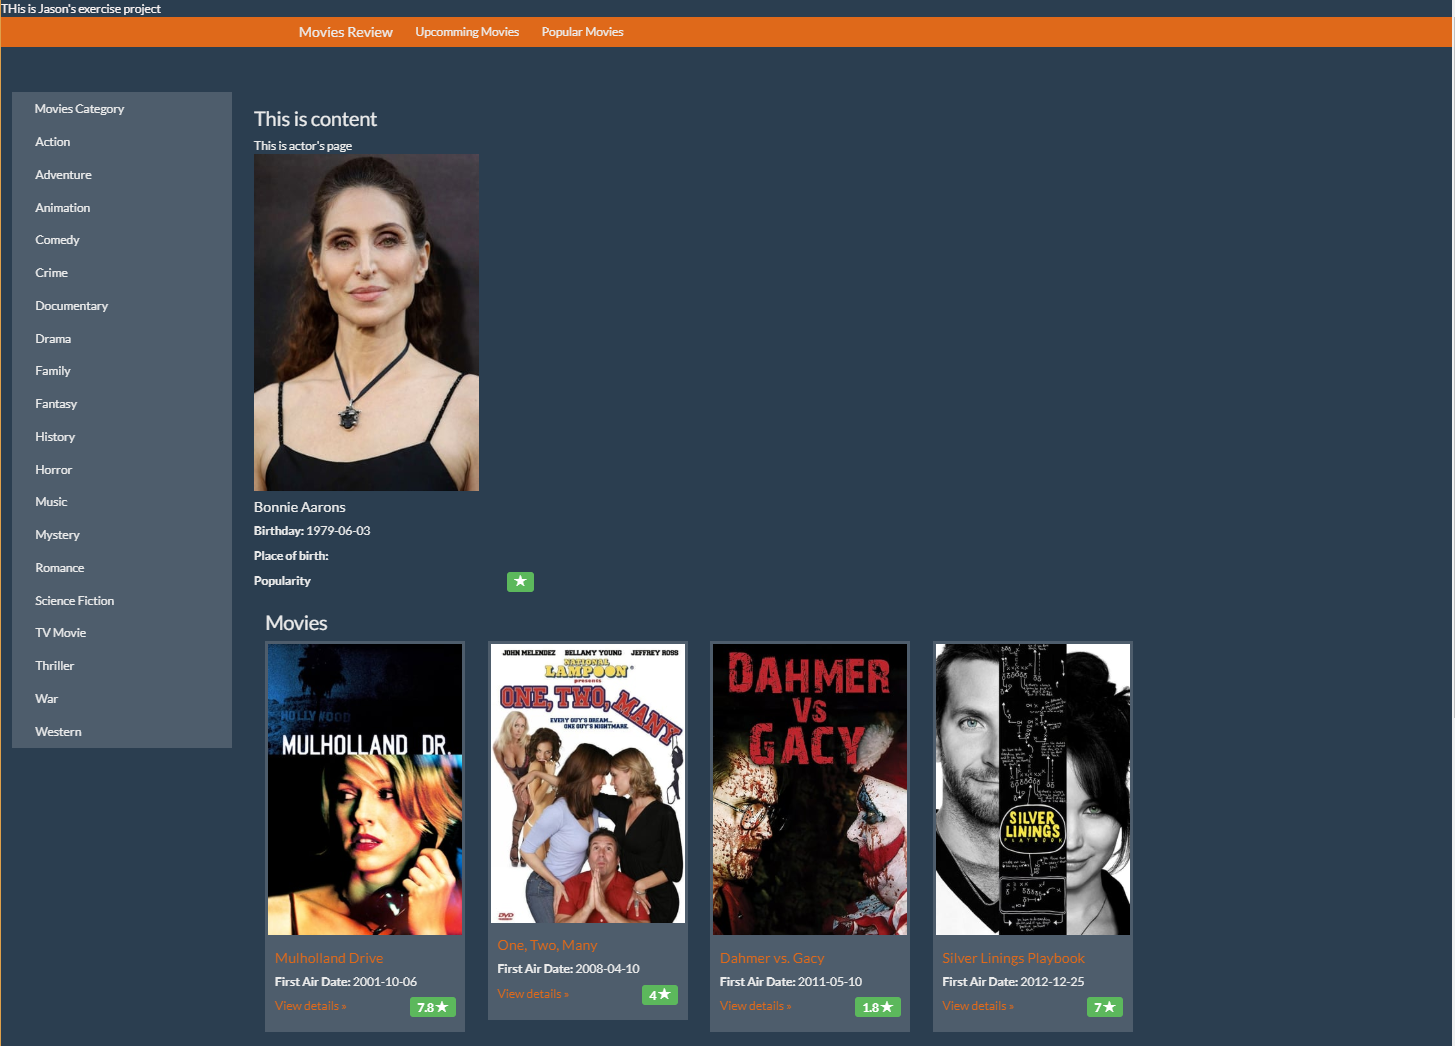 THis is Jason's exercise project
Movies Review Upcomming Movies Popular Movies
Movies Category
Action
Adventure
Animation
Comedy
Crime
Documentary
Drama
Family
Fantasy
History
Horror
Music
Mystery
Romance
Science Fiction
TV Movie
Thriller
War
Western
This is content
This is actor's page
Bonnie Aarons
Birthday: 1979-06-03
Place of birth:
Popularity ★
Movies
HOLLYWOOD
MULHOLLAND DR.
Mulholland Drive
First Air Date: 2001-10-06
View details » 7.8★
JOHN MELENDEZ BELLAMY YOUNG JEFFREY ROSS
NATIONAL
LAMPOON
presents
ONE, TWO, MANY
EVERY GUY'S DREAM...
ONE GUY'S NIGHTMARE.
DVD
One, Two, Many
First Air Date: 2008-04-10
View details » 4★
DAHMER
VS
GACY
Dahmer vs. Gacy
First Air Date: 2011-05-10
View details » 1.8★
SILVER
LININGS
PLAYBOOK
Silver Linings Playbook
First Air Date: 2012-12-25
View details » 7★